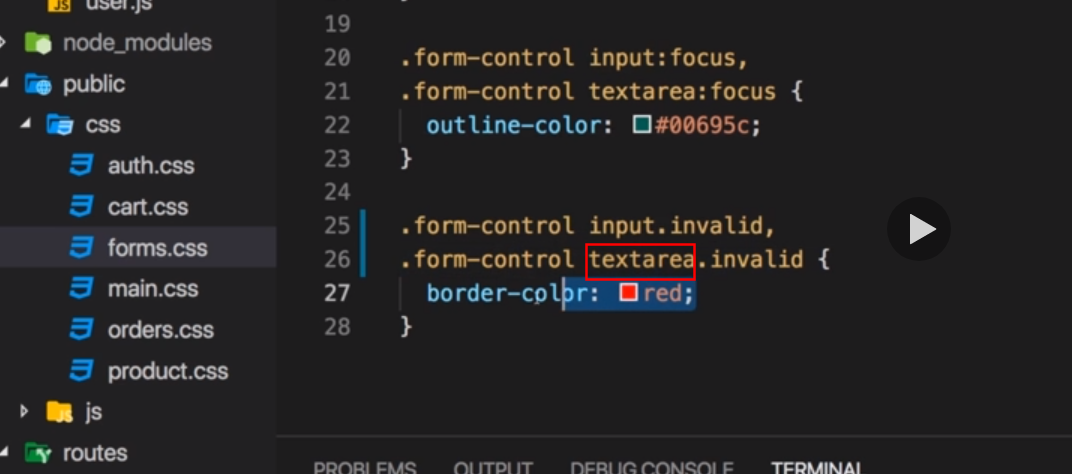 user.js
node_modules
public
css
auth.css
cart.css
forms.css
main.css
orders.css
product.css
js
routes
19
20 .form-control input:focus,
21 .form-control textarea:focus {
22 outline-color: #00695c;
23 }
24
25 .form-control input.invalid,
26 .form-control textarea.invalid {
27 border-color: red;
28 }
PROBLEMS OUTPUT DEBUG CONSOLE TERMINAL